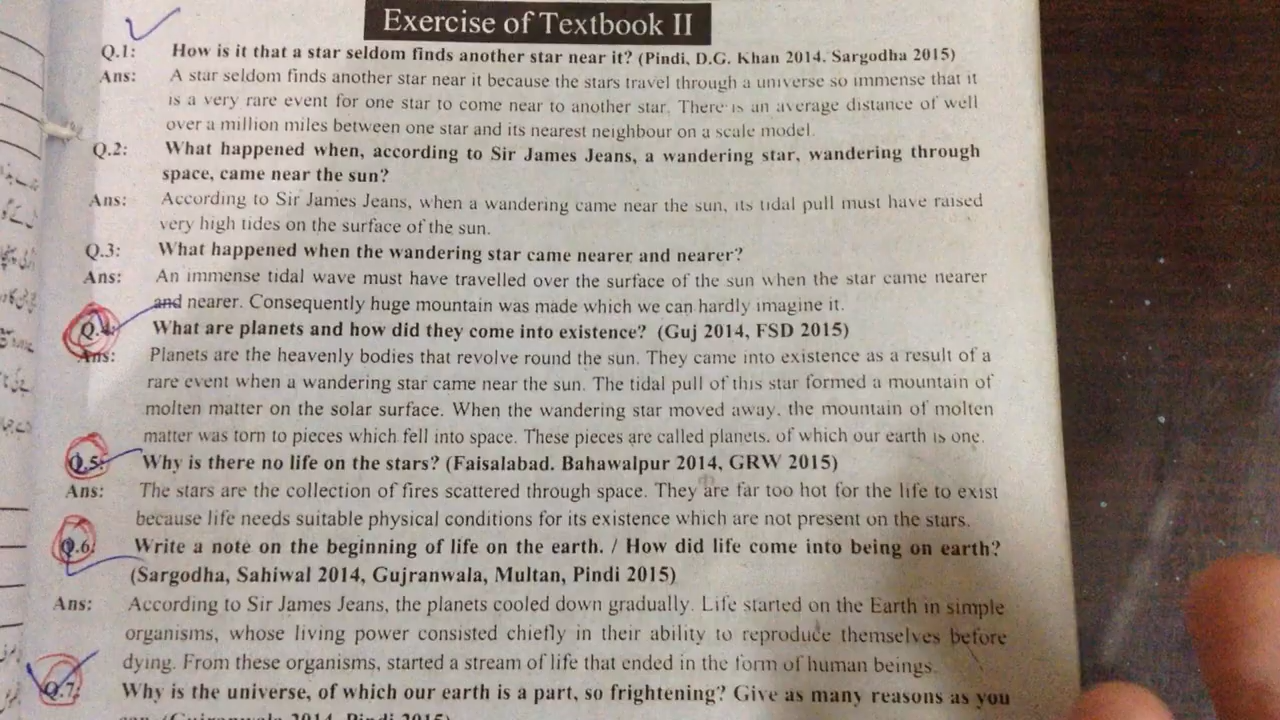 Exercise of Textbook II
Q.1: How is it that a star seldom finds another star near it? (Pindi, D.G. Khan 2014. Sargodha 2015)
Ans: A star seldom finds another star near it because the stars travel through a universe so immense that it
is a very rare event for one star to come near to another star. There is an average distance of well
over a million miles between one star and its nearest neighbour on a scale model.
Q.2: What happened when, according to Sir James Jeans, a wandering star, wandering through
space, came near the sun?
Ans: According to Sir James Jeans, when a wandering came near the sun, its tidal pull must have raised
very high tides on the surface of the sun.
Q.3: What happened when the wandering star came nearer and nearer?
Ans: An immense tidal wave must have travelled over the surface of the sun when the star came nearer
and nearer. Consequently huge mountain was made which we can hardly imagine it.
Q.4: What are planets and how did they come into existence? (Guj 2014, FSD 2015)
Ans: Planets are the heavenly bodies that revolve round the sun. They came into existence as a result of a
rare event when a wandering star came near the sun. The tidal pull of this star formed a mountain of
molten matter on the solar surface. When the wandering star moved away, the mountain of molten
matter was torn to pieces which fell into space. These pieces are called planets. of which our earth is one.
Q.5: Why is there no life on the stars? (Faisalabad. Bahawalpur 2014, GRW 2015)
Ans: The stars are the collection of fires scattered through space. They are far too hot for the life to exist
because life needs suitable physical conditions for its existence which are not present on the stars.
Q.6: Write a note on the beginning of life on the earth. / How did life come into being on earth?
(Sargodha, Sahiwal 2014, Gujranwala, Multan, Pindi 2015)
Ans: According to Sir James Jeans, the planets cooled down gradually. Life started on the Earth in simple
organisms, whose living power consisted chiefly in their ability to reproduce themselves before
dying. From these organisms, started a stream of life that ended in the form of human beings.
Q.7: Why is the universe, of which our earth is a part, so frightening? Give as many reasons as you
can. (Gujranwala 2014, Pindi 2015)